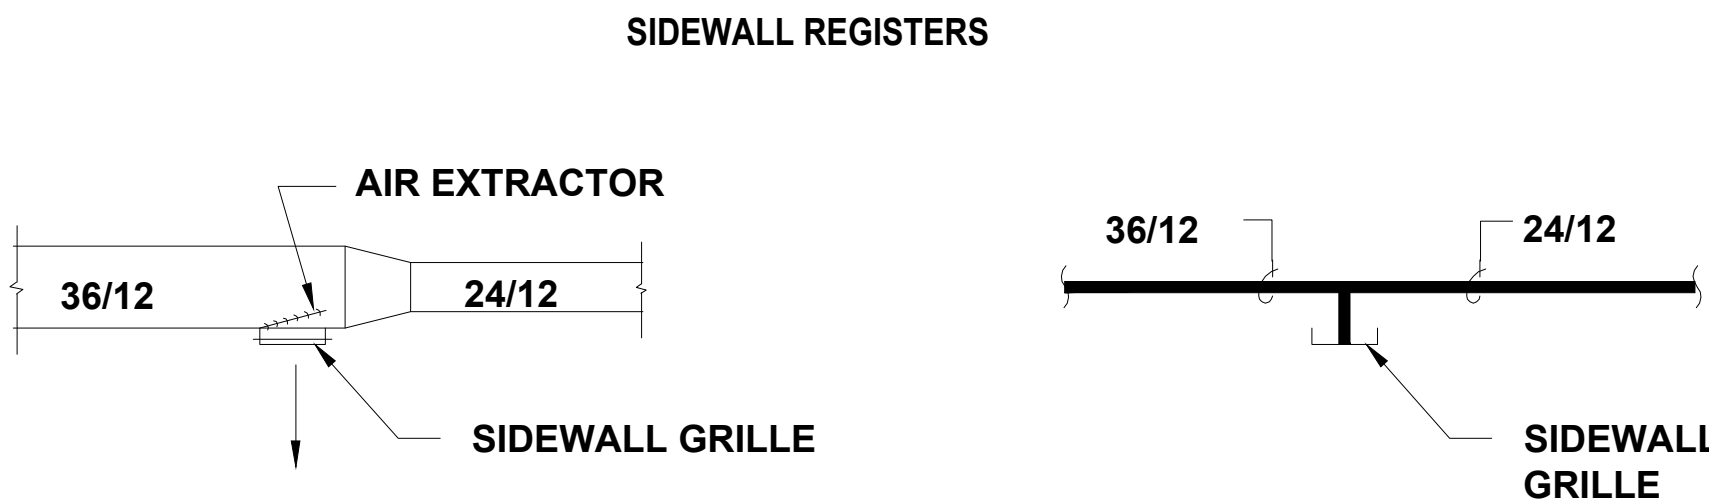 SIDEWALL REGISTERS
AIR EXTRACTOR
36/12
24/12
SIDEWALL GRILLE
36/12
24/12
SIDEWALL
GRILLE